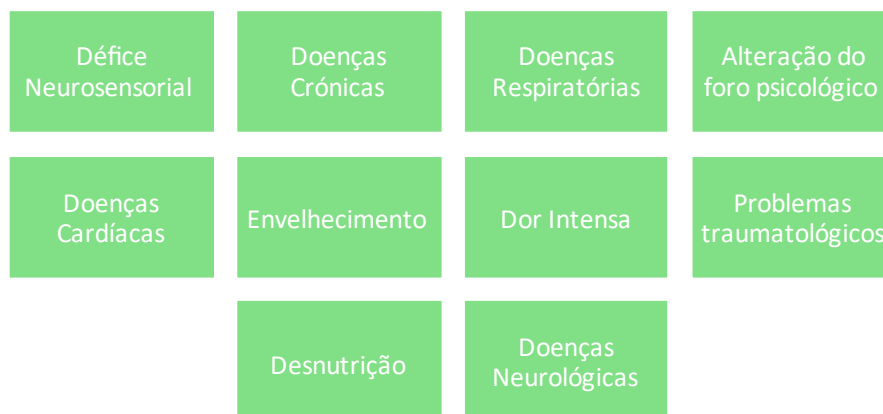 Défice
Neurosensorial
Doenças
Crónicas
Doenças
Respiratórias
Alteração do
foro psicológico
Doenças
Cardíacas
Envelhecimento
Dor Intensa
Problemas
traumatológicos
Desnutrição
Doenças
Neurológicas